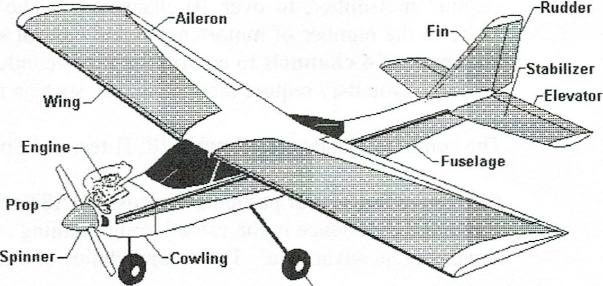 Rudder
Aileron
Fin
Stabilizer
Wing
Elevator
Engine
Fuselage
Prop
Spinner
Cowling